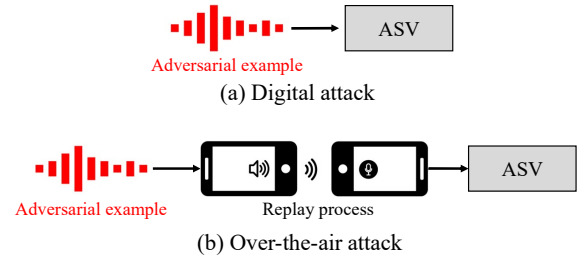 ASV
Adversarial example
(a) Digital attack
ASV
Adversarial example
Replay process
(b) Over-the-air attack